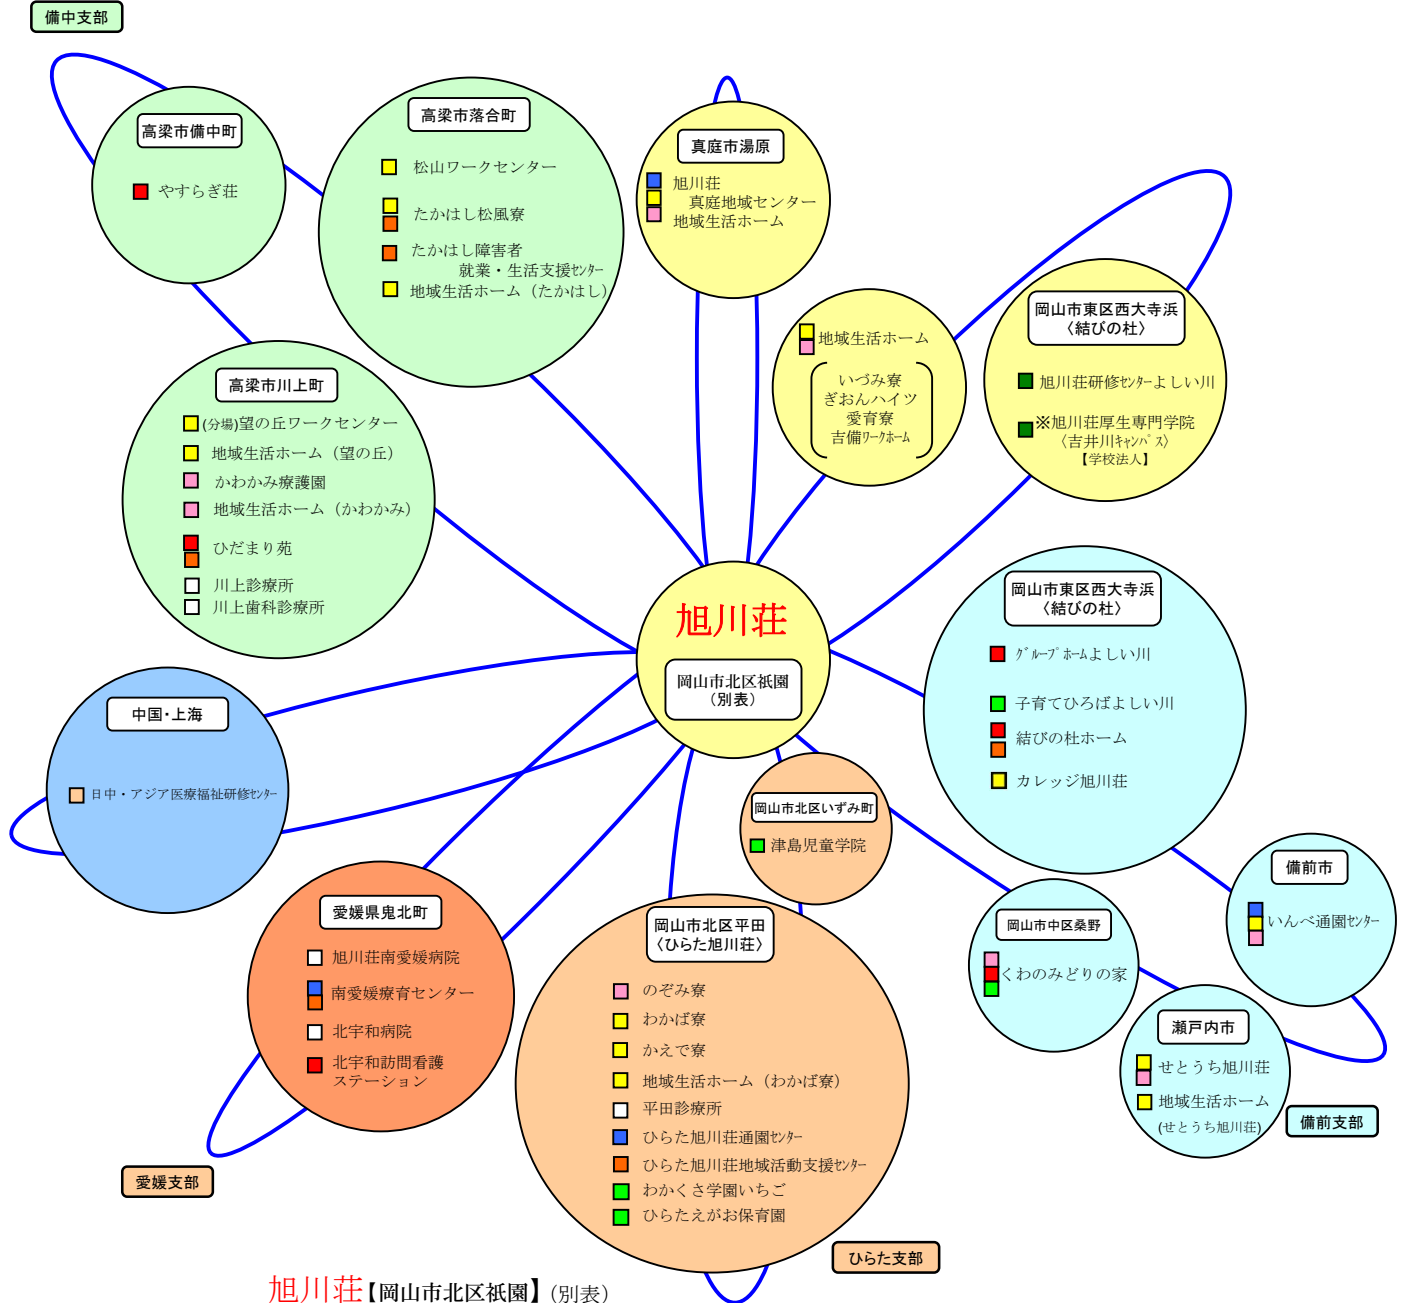 備中支部
高梁市備中町
やすらぎ荘
高梁市落合町
松山ワークセンター
たかはし松風寮
たかはし障害者
就業・生活支援ｾﾝﾀｰ
地域生活ホーム（たかはし）
真庭市湯原
旭川荘
真庭地域センター
地域生活ホーム
地域生活ホーム
いづみ寮
ぎおんハイツ
愛育寮
吉備ﾜｰｸﾎｰﾑ
岡山市東区西大寺浜
〈結びの杜〉
旭川荘研修ｾﾝﾀｰよしい川
※旭川荘厚生専門学院
〈吉井川ｷｬﾝﾊﾟｽ〉
【学校法人】
高梁市川上町
(分場)望の丘ワークセンター
地域生活ホーム（望の丘）
かわかみ療護園
地域生活ホーム（かわかみ）
ひだまり苑
川上診療所
川上歯科診療所
旭川荘
岡山市北区祇園
（別表）
岡山市東区西大寺浜
〈結びの杜〉
ｸﾞﾙｰﾌﾟﾎｰﾑよしい川
子育てひろばよしい川
結びの杜ホーム
カレッジ旭川荘
中国・上海
日中・アジア医療福祉研修ｾﾝﾀｰ
岡山市北区いずみ町
津島児童学院
備前市
いんべ通園ｾﾝﾀｰ
愛媛県鬼北町
旭川荘南愛媛病院
南愛媛療育センター
北宇和病院
北宇和訪問看護
ステーション
岡山市北区平田
〈ひらた旭川荘〉
のぞみ寮
わかば寮
かえで寮
地域生活ホーム（わかば寮）
平田診療所
ひらた旭川荘通園ｾﾝﾀｰ
ひらた旭川荘地域活動支援ｾﾝﾀｰ
わかくさ学園いちご
ひらたえがお保育園
岡山市中区桑野
くわのみどりの家
瀬戸内市
せとうち旭川荘
地域生活ホーム
(せとうち旭川荘)
備前支部
愛媛支部
ひらた支部
旭川荘【岡山市北区祇園】（別表）